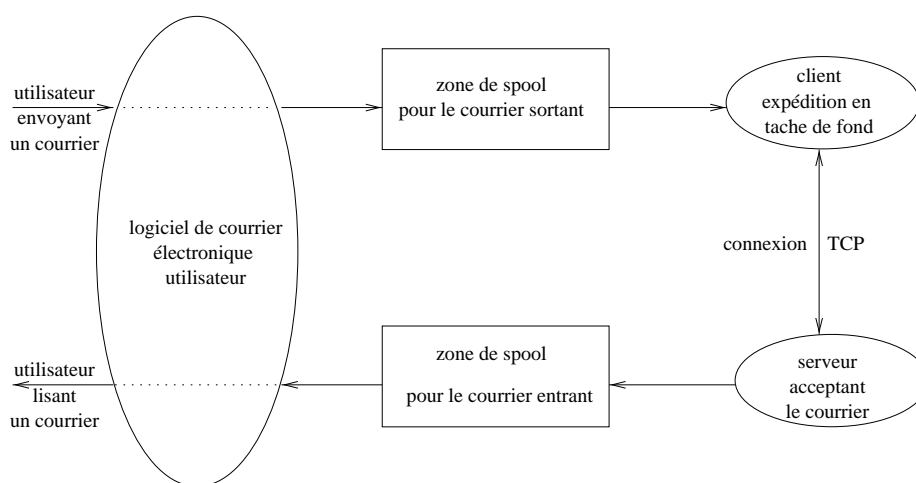 utilisateur
envoyant
un courrier
zone de spool
pour le courrier sortant
client
expédition en
tache de fond
logiciel de courrier
électronique
utilisateur
connexion
TCP
utilisateur
lisant
un courrier
zone de spool
pour le courrier entrant
serveur
acceptant
le courrier